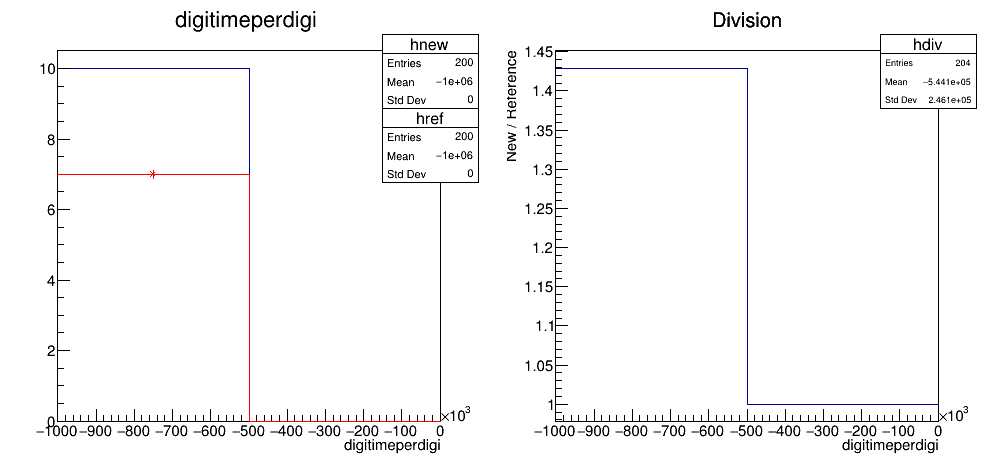 digitimeperdigi
hnew
Entries 200
Mean −1e+06
Std Dev 0
href
Entries 200
Mean −1e+06
Std Dev 0
10
8
6
4
2
0
−1000 −900 −800 −700 −600 −500 −400 −300 −200 −100 0
×10³
digitimeperdigi
Division
hdiv
Entries 204
Mean −5.441e+05
Std Dev 2.461e+05
New / Reference
1.45
1.4
1.35
1.3
1.25
1.2
1.15
1.1
1.05
1
−1000 −900 −800 −700 −600 −500 −400 −300 −200 −100 0
×10³
digitimeperdigi